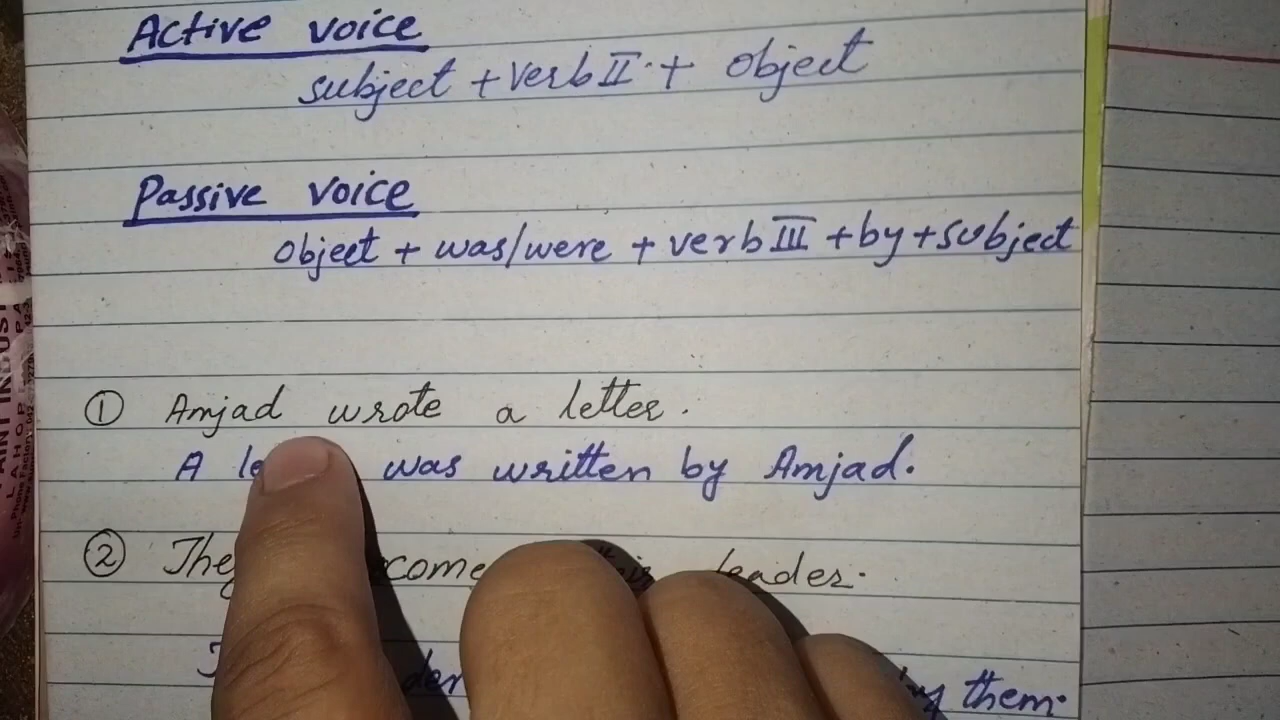 Active voice
subject + verb II + object
Passive voice
object + was/were + verb III + by + subject
① Amjad wrote a letter.
A was written by Amjad.
② leader.
them.